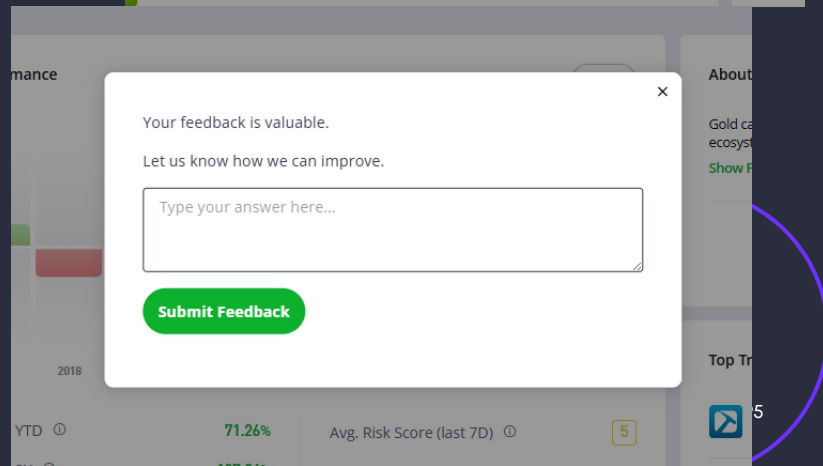 mance
About
×
Your feedback is valuable.
Gold ca
ecosyst
Let us know how we can improve.
Show F
Type your answer here...
Submit Feedback
2018
Top Tr
YTD
71.26%
Avg. Risk Score (last 7D)
5